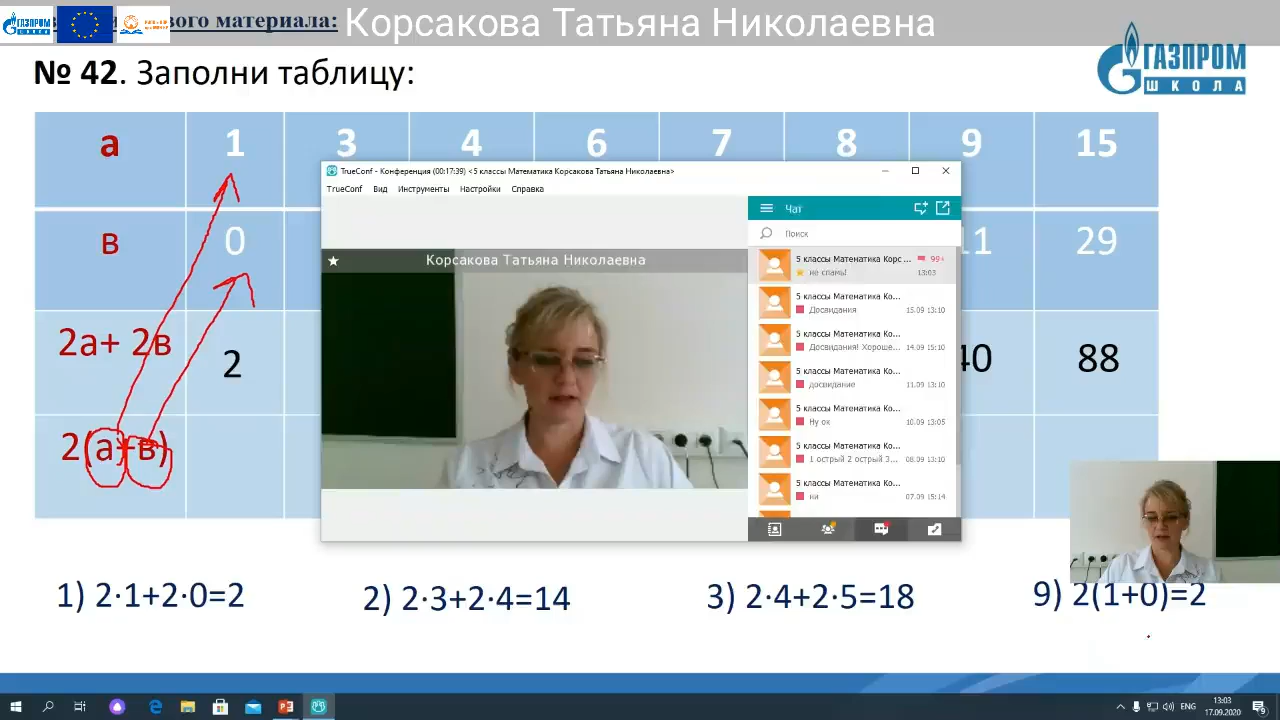 вого материала:
Корсакова Татьяна Николаевна
ГАЗПРОМ
ШКОЛА
№ 42. Заполни таблицу:
а 1 3 4 6 7 8 9 15
в 0 11 29
2а+ 2в 2 40 88
2(а+в)
TrueConf - Конференция (00:17:39) <5 классы Математика Корсакова Татьяна Николаевна>
TrueConf Вид Инструменты Настройки Справка
Корсакова Татьяна Николаевна
Чат
Поиск
5 классы Математика Корс ... 99+
не спамь! 13:03
5 классы Математика Ко...
Досвидания 15.09 13:10
5 классы Математика Ко...
Досвидания! Хороше... 14.09 15:10
5 классы Математика Ко...
досвидание 11.09 13:10
5 классы Математика Ко...
Ну ок 10.09 13:05
5 классы Математика Ко...
1 острый 2 острый 3... 08.09 13:10
5 классы Математика Ко...
ни 07.09 15:14
1) 2·1+2·0=2
2) 2·3+2·4=14
3) 2·4+2·5=18
9) 2(1+0)=2
ENG
13:03
17.09.2020